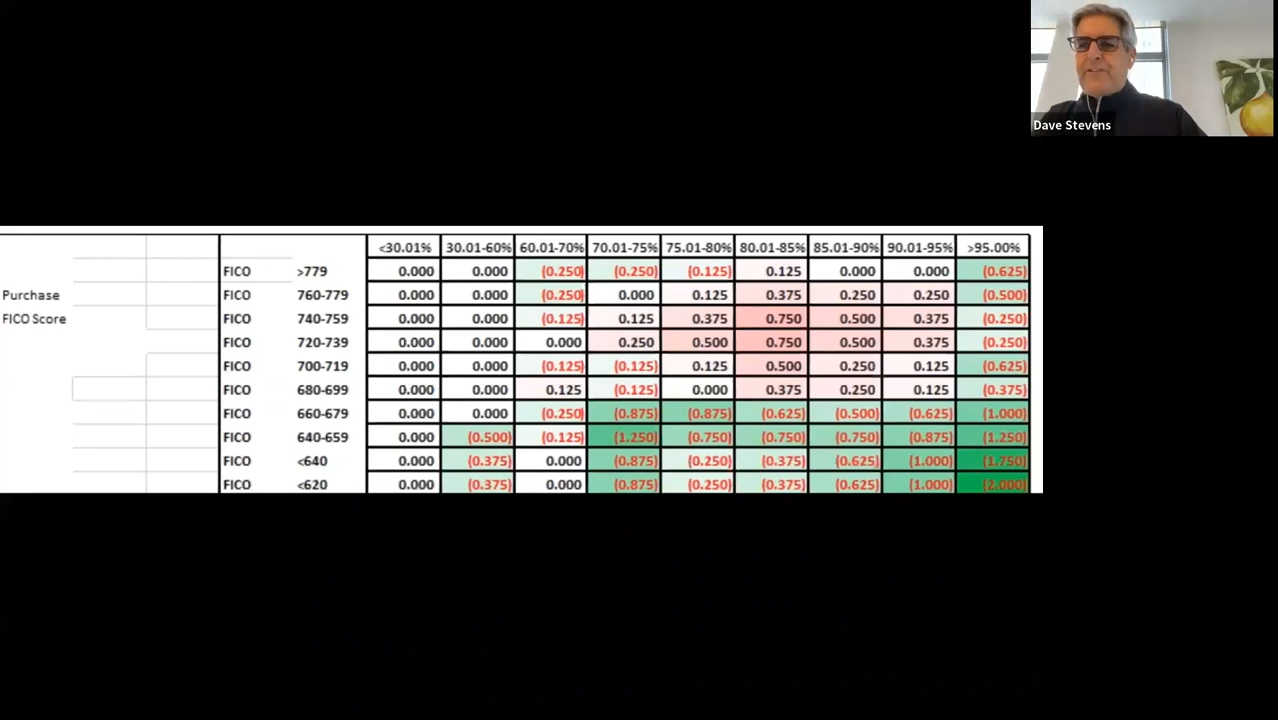 Dave Stevens
<30.01% 30.01-60% 60.01-70% 70.01-75% 75.01-80% 80.01-85% 85.01-90% 90.01-95% >95.00%
FICO >779 0.000 0.000 (0.250) (0.250) (0.125) 0.125 0.000 0.000 (0.625)
Purchase FICO 760-779 0.000 0.000 (0.250) 0.000 0.125 0.375 0.250 0.250 (0.500)
FICO Score FICO 740-759 0.000 0.000 (0.125) 0.125 0.375 0.750 0.500 0.375 (0.250)
FICO 720-739 0.000 0.000 0.000 0.250 0.500 0.750 0.500 0.375 (0.250)
FICO 700-719 0.000 0.000 (0.125) (0.125) 0.125 0.500 0.250 0.125 (0.625)
FICO 680-699 0.000 0.000 0.125 (0.125) 0.000 0.375 0.250 0.125 (0.375)
FICO 660-679 0.000 0.000 (0.250) (0.875) (0.875) (0.625) (0.500) (0.625) (1.000)
FICO 640-659 0.000 (0.500) (0.125) (1.250) (0.750) (0.750) (0.750) (0.875) (1.250)
FICO <640 0.000 (0.375) 0.000 (0.875) (0.250) (0.375) (0.625) (1.000) (1.750)
FICO <620 0.000 (0.375) 0.000 (0.875) (0.250) (0.375) (0.625) (1.000) (2.000)